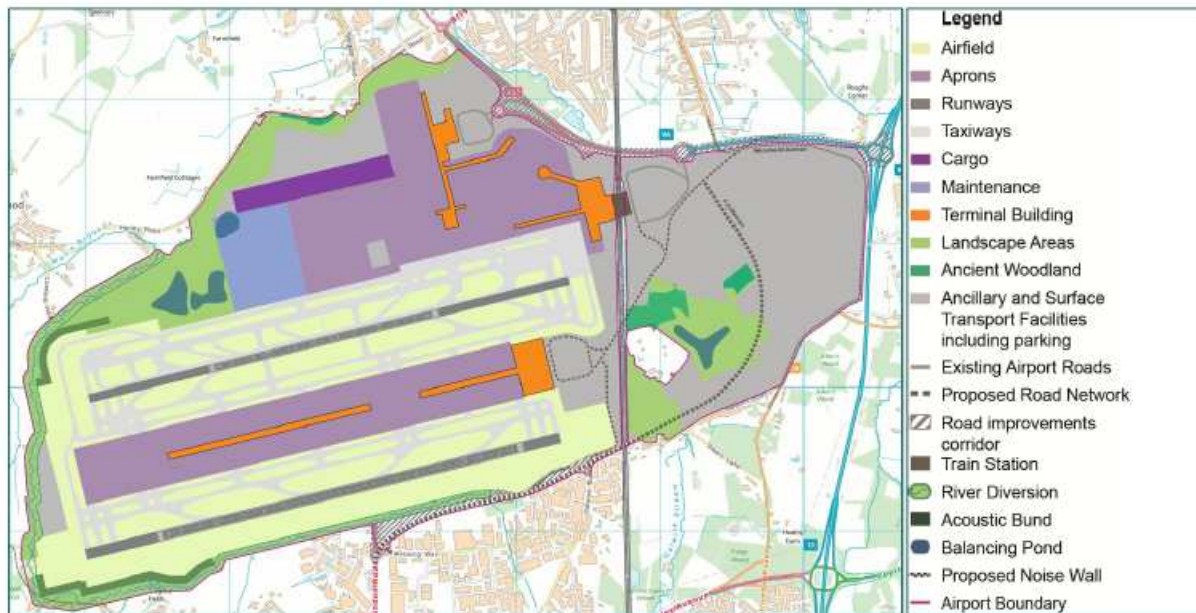 Legend
Airfield
Aprons
Runways
Taxiways
Cargo
Maintenance
Terminal Building
Landscape Areas
Ancient Woodland
Ancillary and Surface
Transport Facilities
including parking
Existing Airport Roads
Proposed Road Network
Road improvements
corridor
Train Station
River Diversion
Acoustic Bund
Balancing Pond
Proposed Noise Wall
Airport Boundary